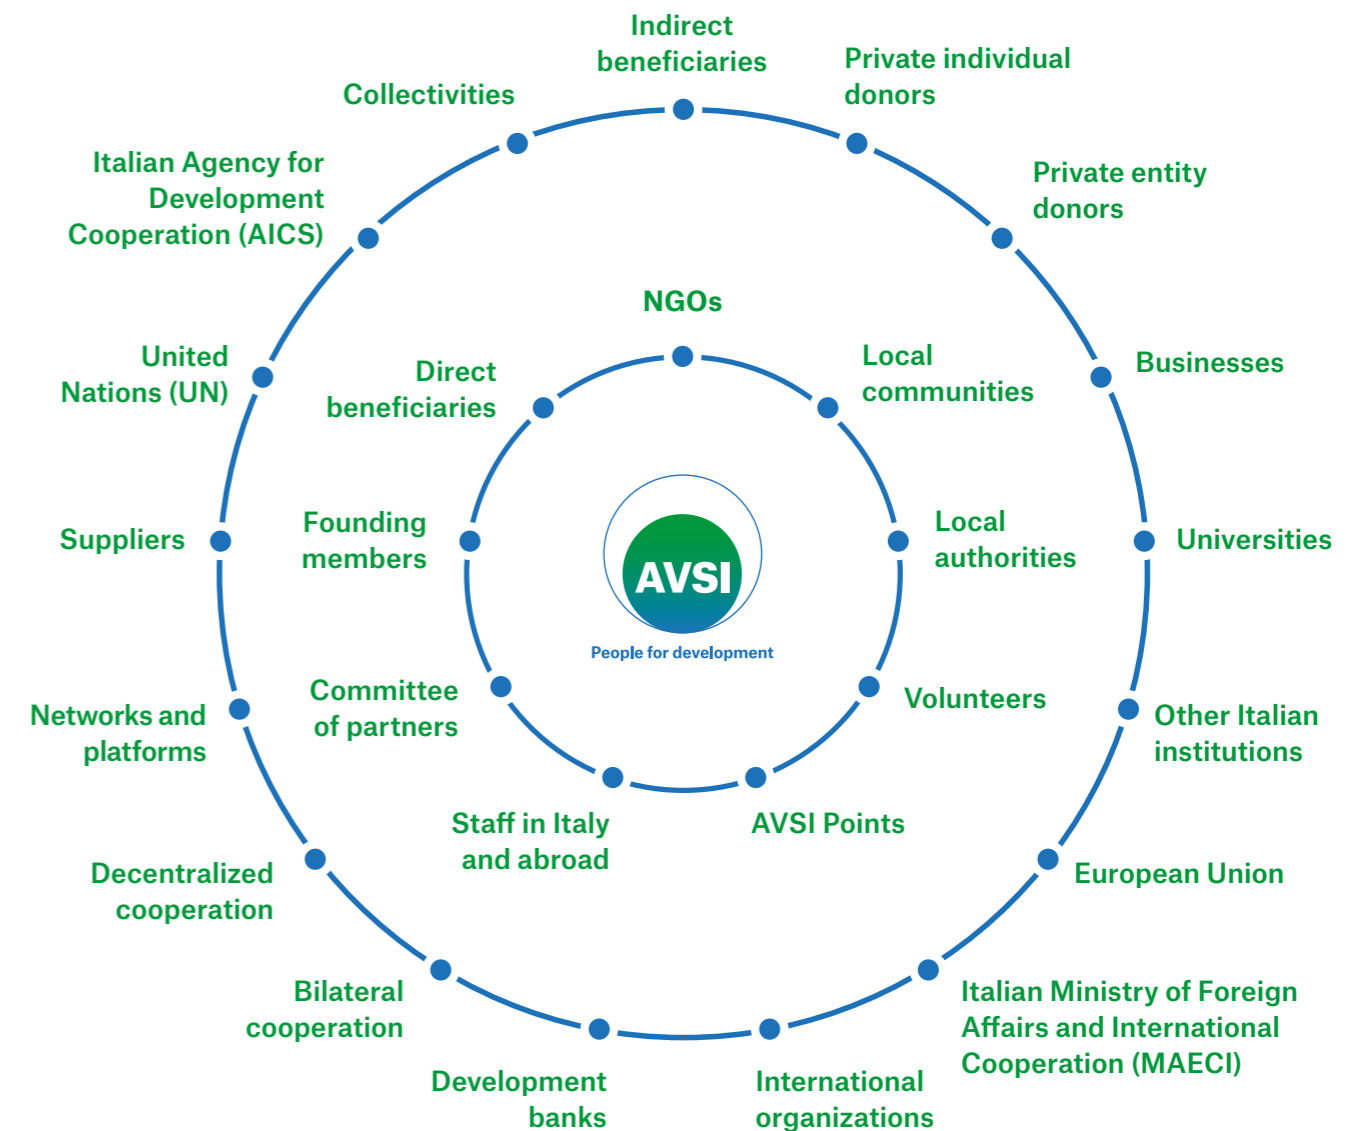 Indirect
beneficiaries
Private individual
donors
Private entity
donors
Businesses
Universities
Other Italian
institutions
European Union
Italian Ministry of Foreign
Affairs and International
Cooperation (MAECI)
International
organizations
Development
banks
Bilateral
cooperation
Decentralized
cooperation
Networks and
platforms
Suppliers
United
Nations (UN)
Italian Agency for
Development
Cooperation (AICS)
Collectivities
NGOs
Local
communities
Local
authorities
Volunteers
AVSI Points
Staff in Italy
and abroad
Committee
of partners
Founding
members
Direct
beneficiaries
AVSI
People for development